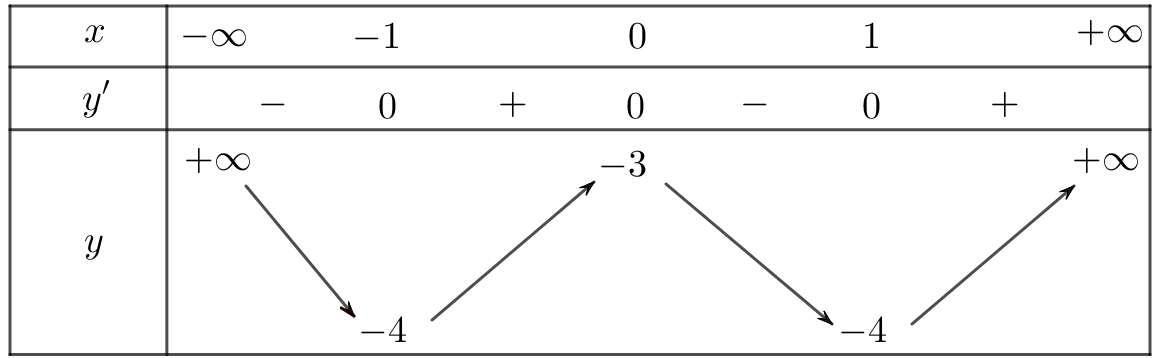 x −∞ −1 0 1 +∞
y′ − 0 + 0 − 0 +
+∞ −3 +∞
y
−4 −4